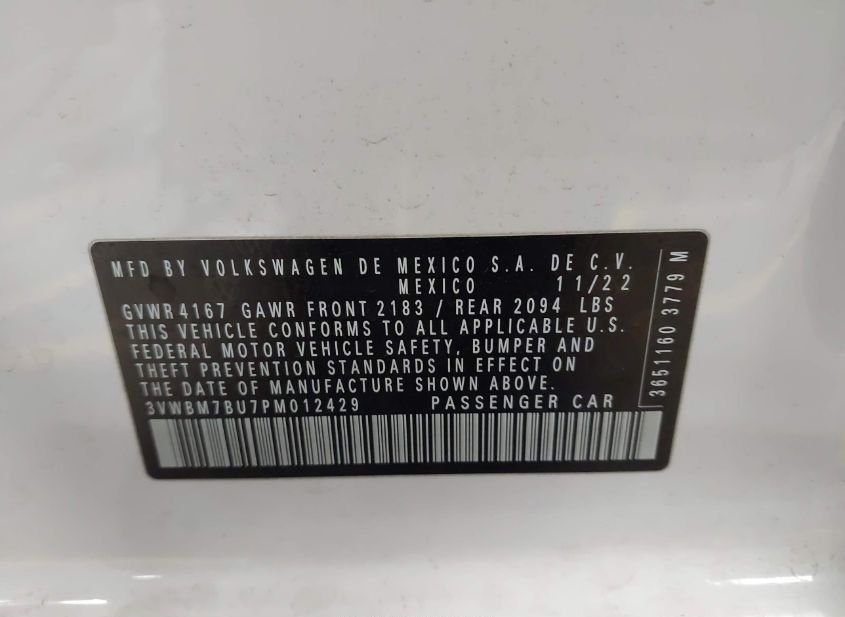 MFD BY VOLKSWAGEN DE MEXICO S.A. DE C.V.
MEXICO 11/22
GVWR 4167 GAWR FRONT 2183 / REAR 2094 LBS
THIS VEHICLE CONFORMS TO ALL APPLICABLE U.S.
FEDERAL MOTOR VEHICLE SAFETY, BUMPER AND
THEFT PREVENTION STANDARDS IN EFFECT ON
THE DATE OF MANUFACTURE SHOWN ABOVE.
3VWBM7BU7PM012429 PASSENGER CAR
3651160 3779 M